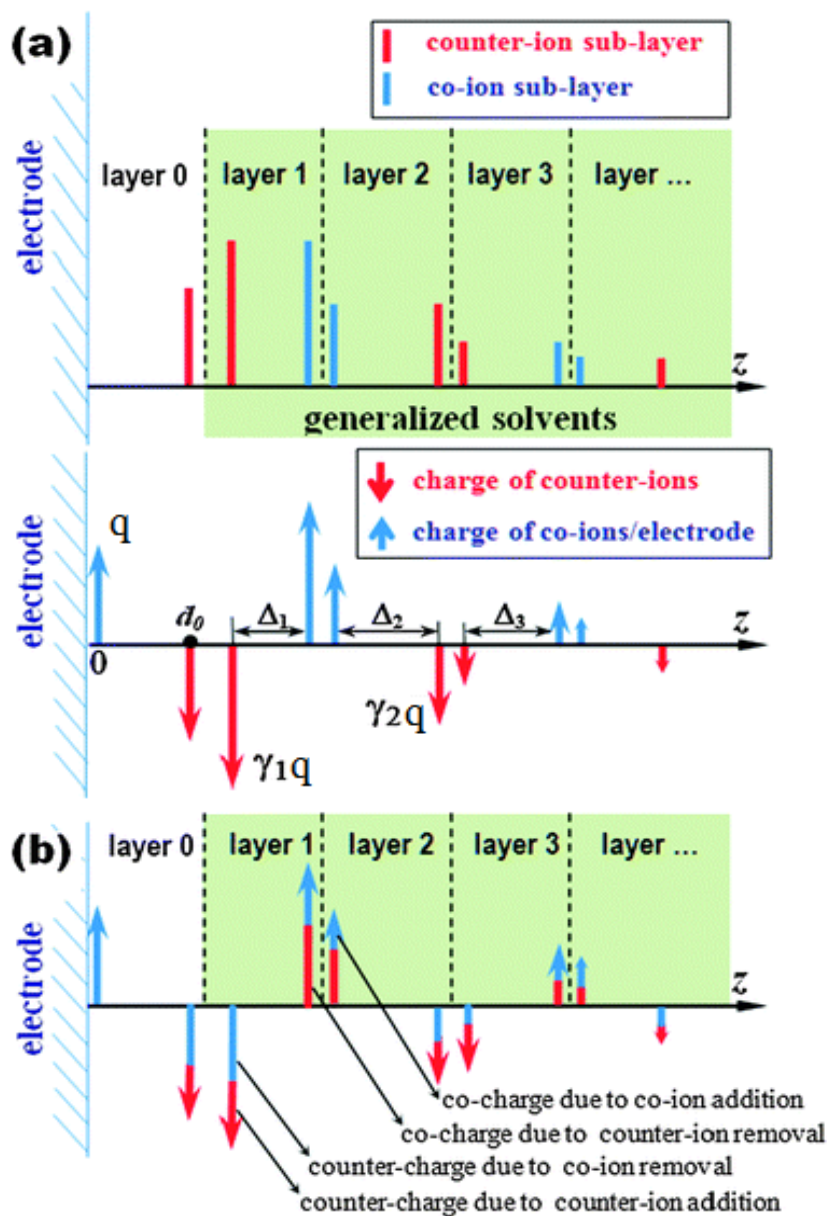 (a)
counter-ion sub-layer
co-ion sub-layer
electrode
layer 0 layer 1 layer 2 layer 3 layer ...
z
generalized solvents
charge of counter-ions
charge of co-ions/electrode
electrode
q
d₀ Δ₁ Δ₂ Δ₃ z
0
γ₂q
γ₁q
(b)
layer 0 layer 1 layer 2 layer 3 layer ...
electrode
z
co-charge due to co-ion addition
co-charge due to counter-ion removal
counter-charge due to co-ion removal
counter-charge due to counter-ion addition